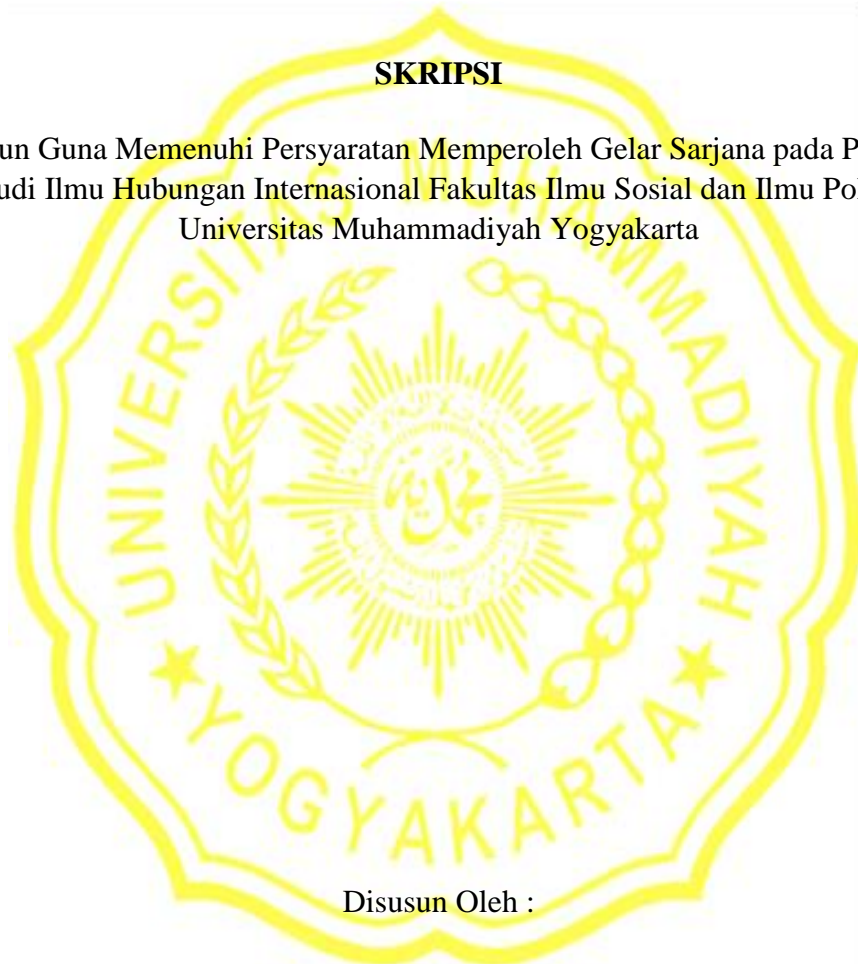 SKRIPSI
un Guna Memenuhi Persyaratan Memperoleh Gelar Sarjana pada P
udi Ilmu Hubungan Internasional Fakultas Ilmu Sosial dan Ilmu Pol
Universitas Muhammadiyah Yogyakarta
UNIVERSITAS MUHAMMADIYAH
محمدية
★ YOGYAKARTA ★
Disusun Oleh :